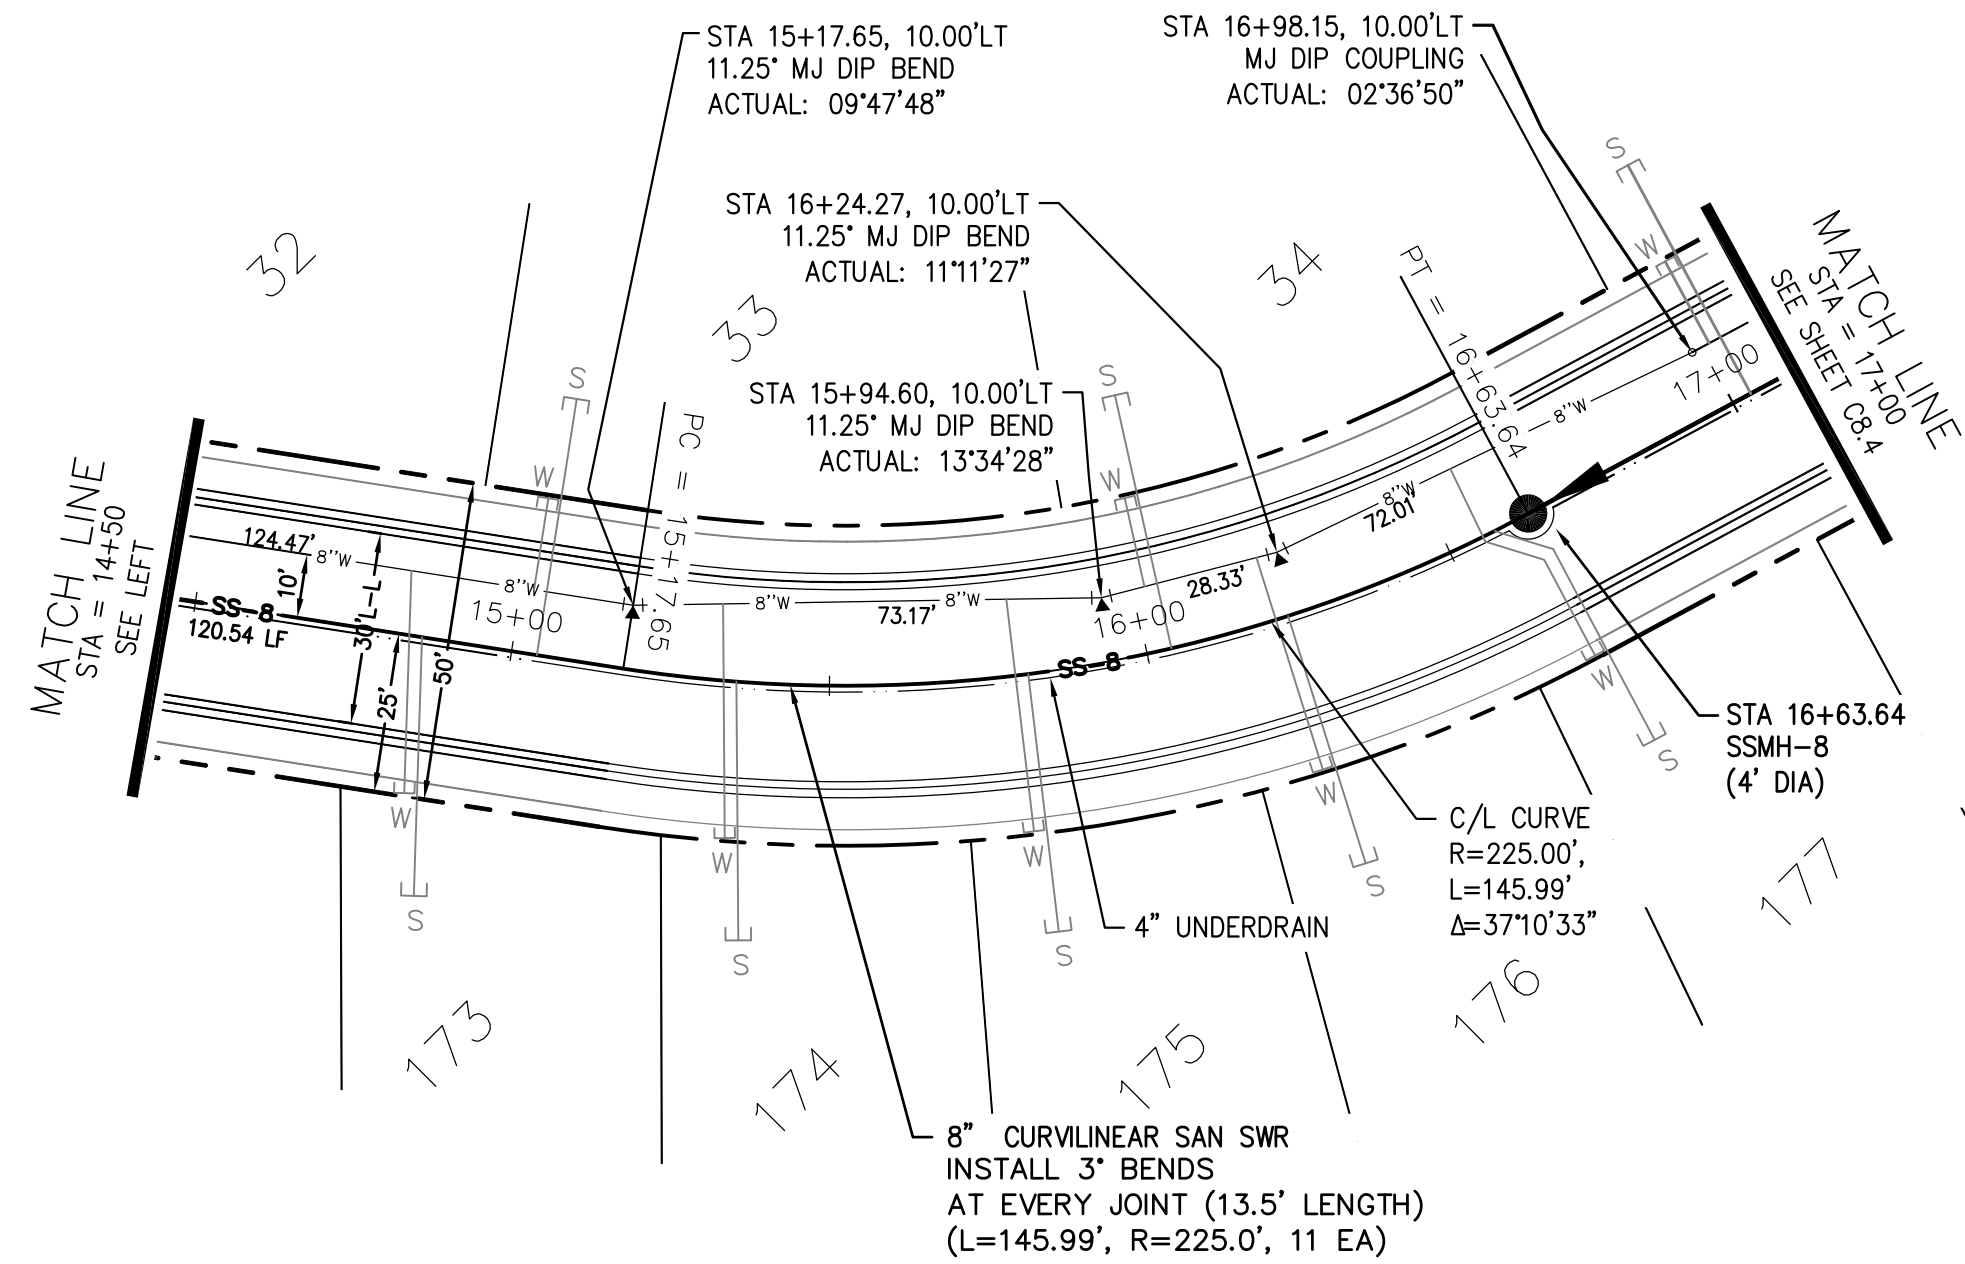 STA 15+17.65, 10.00'LT
11.25° MJ DIP BEND
ACTUAL: 09°47'48"
STA 16+98.15, 10.00'LT
MJ DIP COUPLING
ACTUAL: 02°36'50"
STA 16+24.27, 10.00'LT
11.25° MJ DIP BEND
ACTUAL: 11°11'27"
STA 15+94.60, 10.00'LT
11.25° MJ DIP BEND
ACTUAL: 13°34'28"
32
33
34
S
W
S
W
S
W
PC = 15+17.65
PT = 16+63.64
MATCH LINE
STA = 14+50
SEE LEFT
MATCH LINE
STA = 17+00
SEE SHEET C8.4
124.47'
8"W
8"W
8"W
8"W
8"W
8"W
10'
SS-8
120.54 LF
30'L-L
25'
50'
15+00
73.17'
16+00
28.33'
72.01'
17+00
SS-8
W
S
W
S
W
S
W
S
W
S
STA 16+63.64
SSMH-8
(4' DIA)
C/L CURVE
R=225.00',
L=145.99'
Δ=37°10'33"
4" UNDERDRAIN
173
174
175
176
177
8" CURVILINEAR SAN SWR
INSTALL 3° BENDS
AT EVERY JOINT (13.5' LENGTH)
(L=145.99', R=225.0', 11 EA)